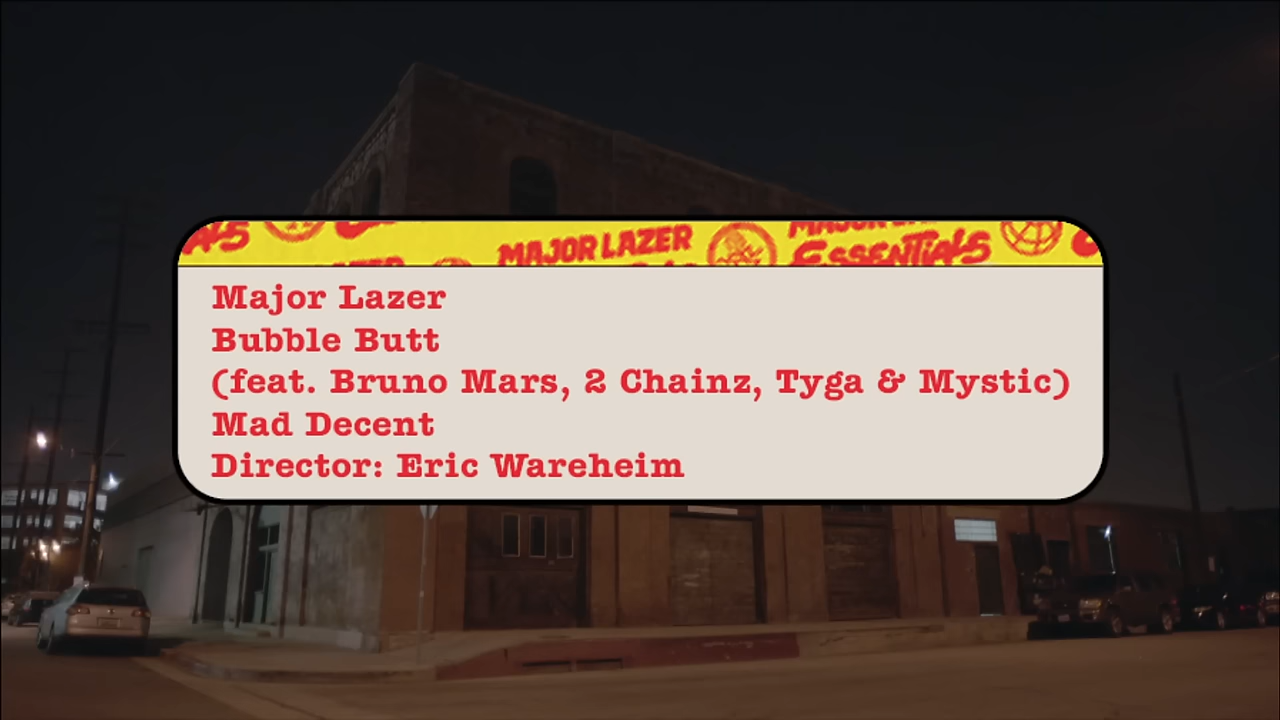 MAJOR LAZER
ESSENTIALS
Major Lazer
Bubble Butt
(feat. Bruno Mars, 2 Chainz, Tyga & Mystic)
Mad Decent
Director: Eric Wareheim